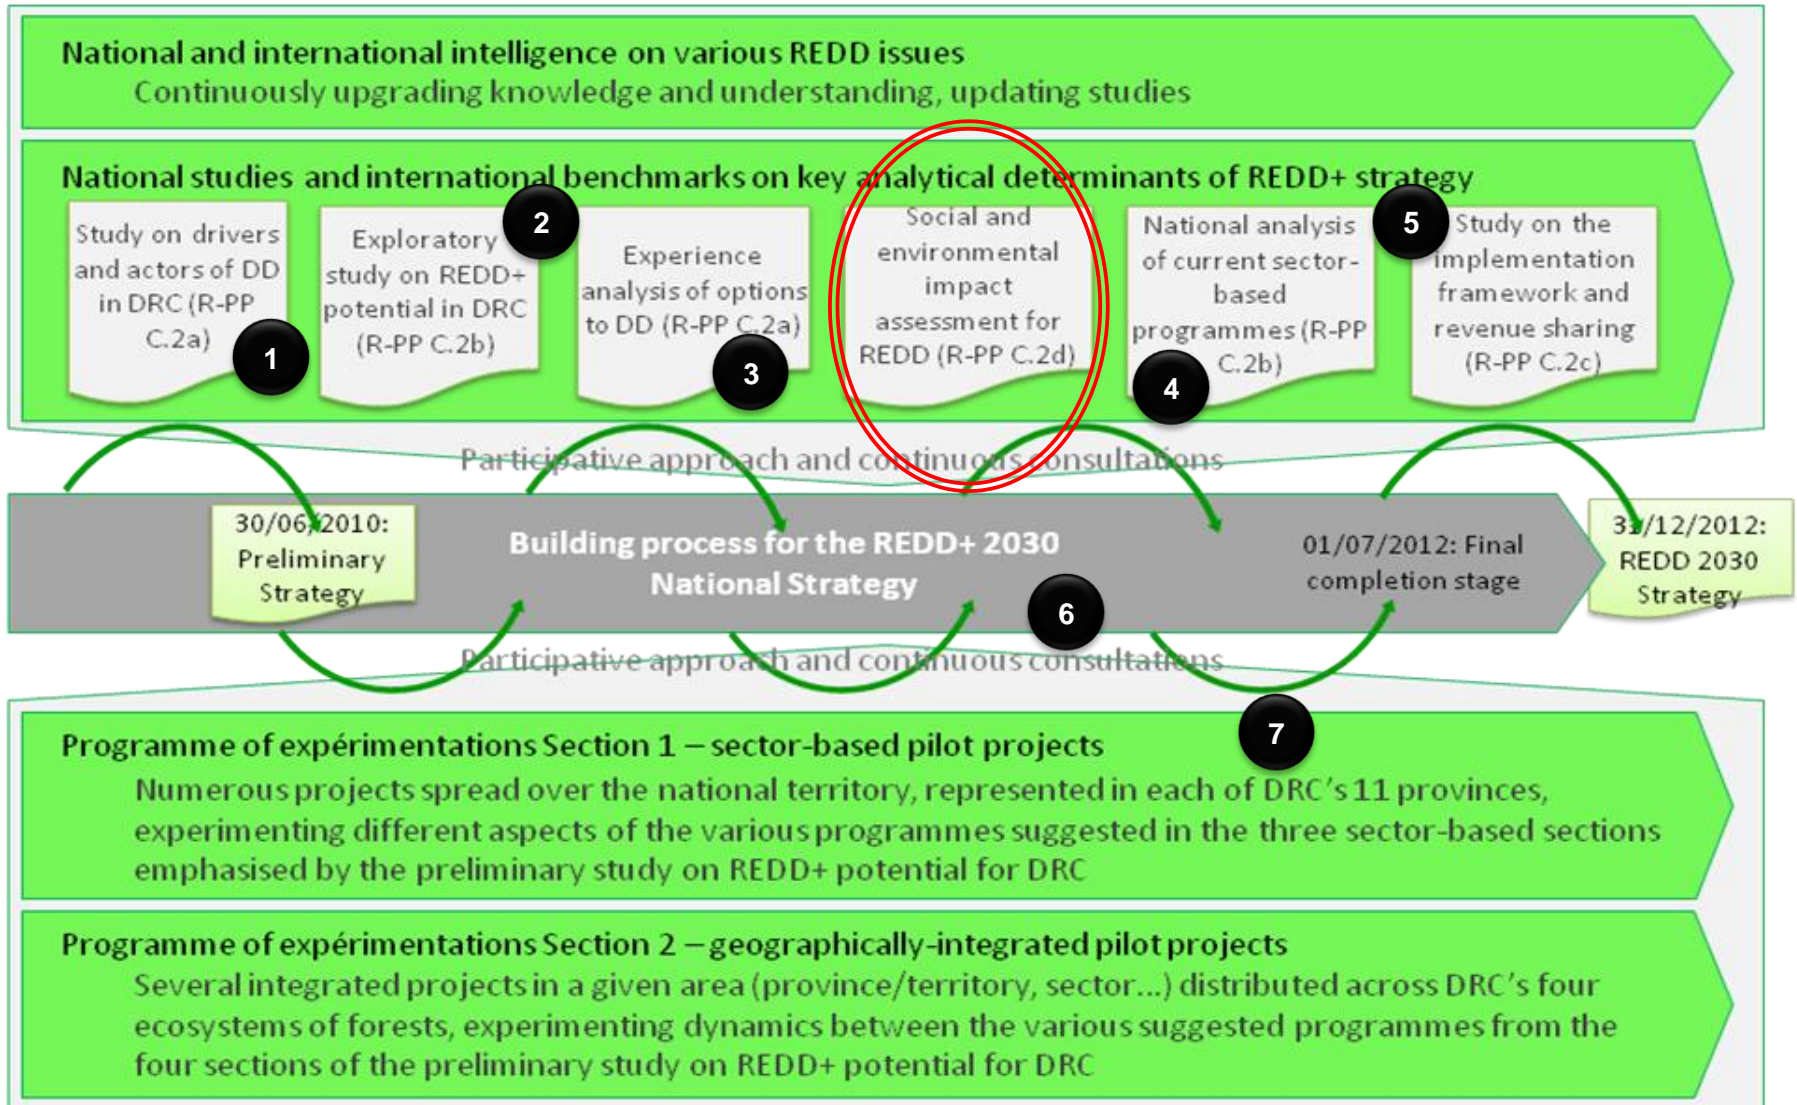 National and international intelligence on various REDD issues
Continuously upgrading knowledge and understanding, updating studies
National studies and international benchmarks on key analytical determinants of REDD+ strategy
Study on drivers
and actors of DD
in DRC (R-PP
C.2a)
1
Exploratory
study on REDD+
potential in DRC
(R-PP C.2b)
2
Experience
analysis of options
to DD (R-PP C.2a)
3
Social and
environmental
impact
assessment for
REDD (R-PP C.2d)
National analysis
of current sector-
based
programmes (R-PP
C.2b)
4
5
Study on the
implementation
framework and
revenue sharing
(R-PP C.2c)
Participative approach and continuous consultations
30/06/2010:
Preliminary
Strategy
Building process for the REDD+ 2030
National Strategy
6
01/07/2012: Final
completion stage
31/12/2012:
REDD 2030
Strategy
Participative approach and continuous consultations
7
Programme of expérimentations Section 1 – sector-based pilot projects
Numerous projects spread over the national territory, represented in each of DRC's 11 provinces,
experimenting different aspects of the various programmes suggested in the three sector-based sections
emphasised by the preliminary study on REDD+ potential for DRC
Programme of expérimentations Section 2 – geographically-integrated pilot projects
Several integrated projects in a given area (province/territory, sector...) distributed across DRC's four
ecosystems of forests, experimenting dynamics between the various suggested programmes from the
four sections of the preliminary study on REDD+ potential for DRC